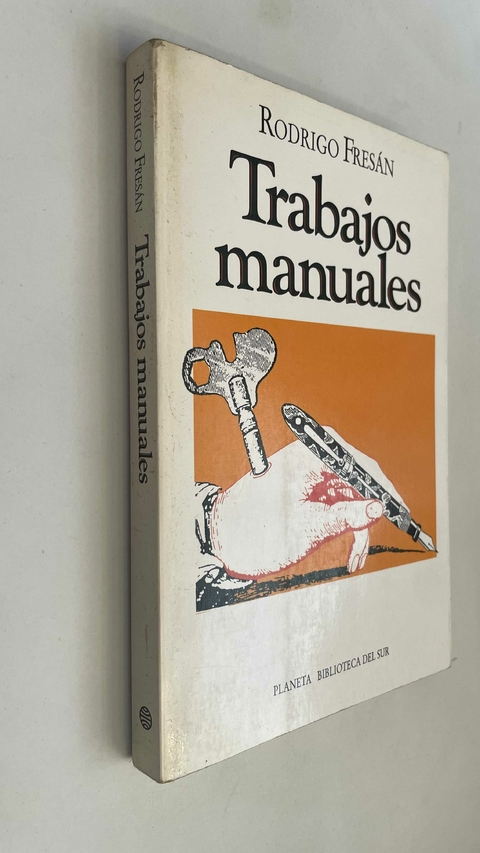 RODRIGO FRESÁN
Trabajos manuales
RODRIGO FRESÁN
Trabajos
manuales
PLANETA BIBLIOTECA DEL SUR